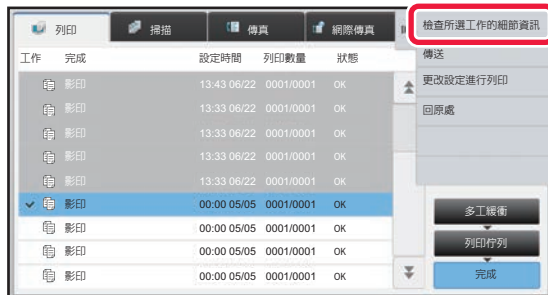 列印 掃描 傳真 網際傳真
檢查所選工作的細節資訊
傳送
更改設定進行列印
回原處
工作 完成 設定時間 列印數量 狀態
影印 13:43 06/22 0001/0001 OK
影印 13:33 06/22 0001/0001 OK
影印 13:33 06/22 0001/0001 OK
影印 13:33 06/22 0001/0001 OK
影印 13:33 06/22 0001/0001 OK
影印 00:00 05/05 0001/0001 OK
影印 00:00 05/05 0001/0001 OK
影印 00:00 05/05 0001/0001 OK
影印 00:00 05/05 0001/0001 OK
多工緩衝
列印佇列
完成